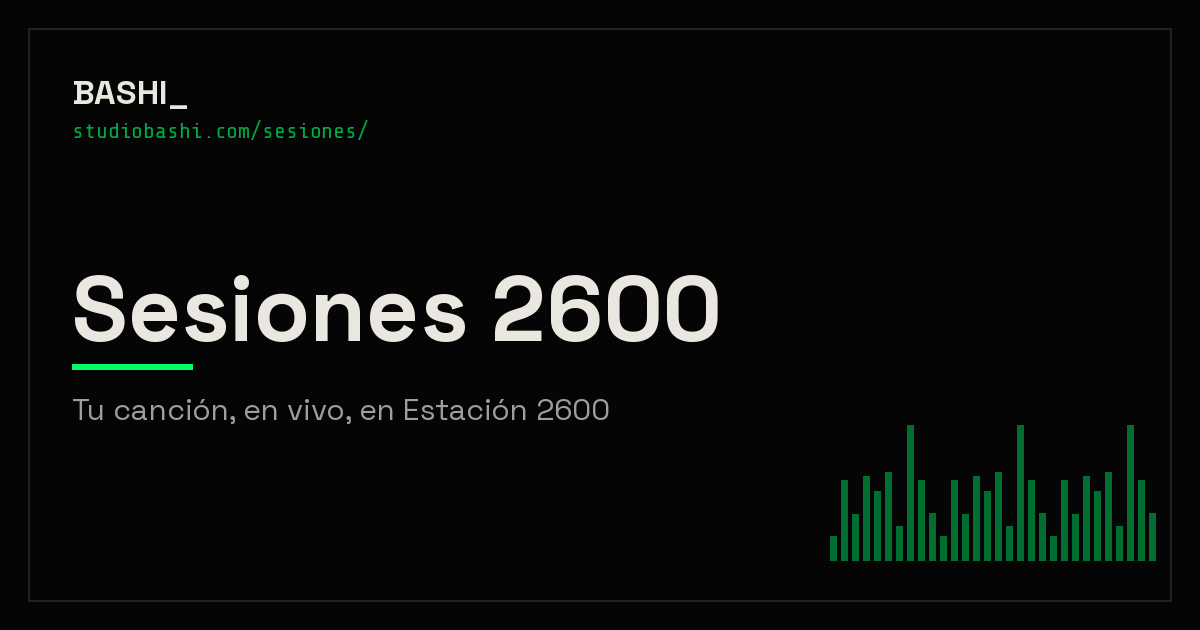 BASHI_
studiobashi.com/sesiones/
Sesiones 2600
Tu canción, en vivo, en Estación 2600